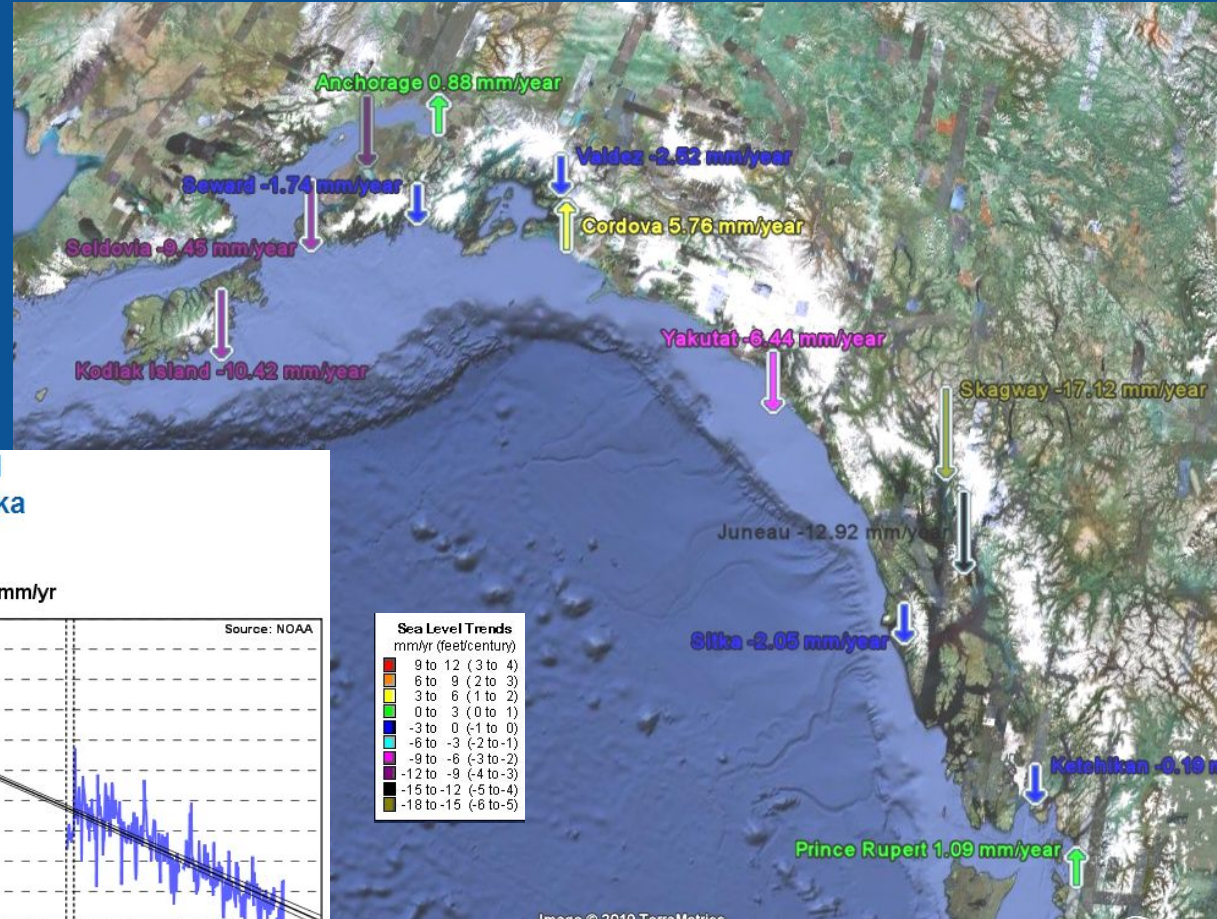 Anchorage 0.88 mm/year
Valdez -2.52 mm/year
Seward -1.74 mm/year
Cordova 5.76 mm/year
Seldovia -9.45 mm/year
Yakutat -6.44 mm/year
Kodiak Island -10.42 mm/year
Skagway -17.12 mm/year
Juneau -12.92 mm/year
Sitka -2.05 mm/year
Ketchikan -0.19 m
Prince Rupert 1.09 mm/year
ka
mm/yr
Source: NOAA
Sea Level Trends
mm/yr (feet/century)
9 to 12 (3 to 4)
6 to 9 (2 to 3)
3 to 6 (1 to 2)
0 to 3 (0 to 1)
-3 to 0 (-1 to 0)
-6 to -3 (-2 to -1)
-9 to -6 (-3 to -2)
-12 to -9 (-4 to -3)
-15 to -12 (-5 to -4)
-18 to -15 (-6 to -5)
Image © 2010 TerraMetrics